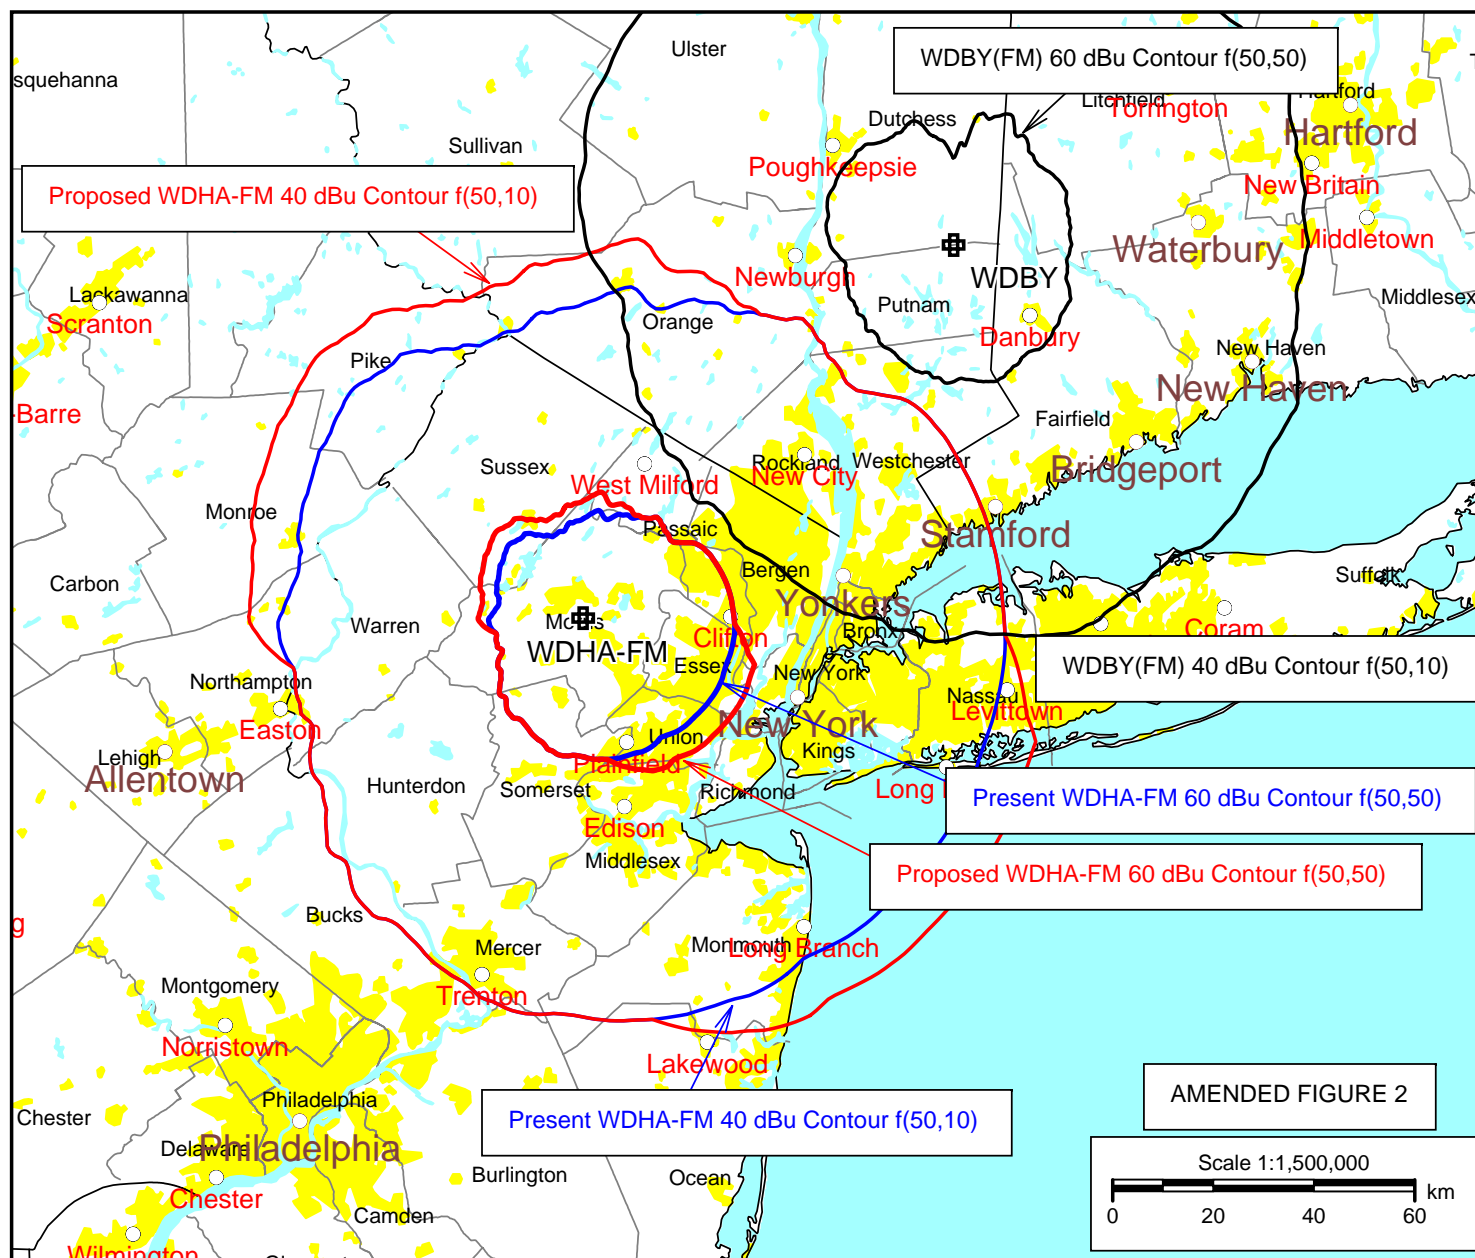 Ulster
WDBY(FM) 60 dBu Contour f(50,50)
squehanna
Hartford
Litchfield
Torrington
Dutchess
Hartford
Sullivan
Poughkeepsie
New Britain
Proposed WDHA-FM 40 dBu Contour f(50,10)
Waterbury
Middletown
Newburgh
WDBY
Lackawanna
Putnam
Middlesex
Scranton
Orange
Danbury
Pike
New Haven
New Haven
-Barre
Fairfield
Sussex
Rockland
Westchester
Bridgeport
West Milford
New City
Monroe
Passaic
Stamford
Carbon
Bergen
Suffolk
Yonkers
Morris
Warren
Clifton
Bronx
Coram
WDHA-FM
Essex
New York
WDBY(FM) 40 dBu Contour f(50,10)
Northampton
Nassau
Levittown
Easton
Union
New York
Lehigh
Plainfield
Kings
Allentown
Hunterdon
Somerset
Richmond
Long
Present WDHA-FM 60 dBu Contour f(50,50)
Edison
Middlesex
Proposed WDHA-FM 60 dBu Contour f(50,50)
Bucks
g
Mercer
Monmouth
Long Branch
Montgomery
Trenton
Norristown
Lakewood
AMENDED FIGURE 2
Philadelphia
Chester
Present WDHA-FM 40 dBu Contour f(50,10)
Delaware
Philadelphia
Scale 1:1,500,000
Burlington
Ocean
Chester
km
Camden
0 20 40 60
Wilmington